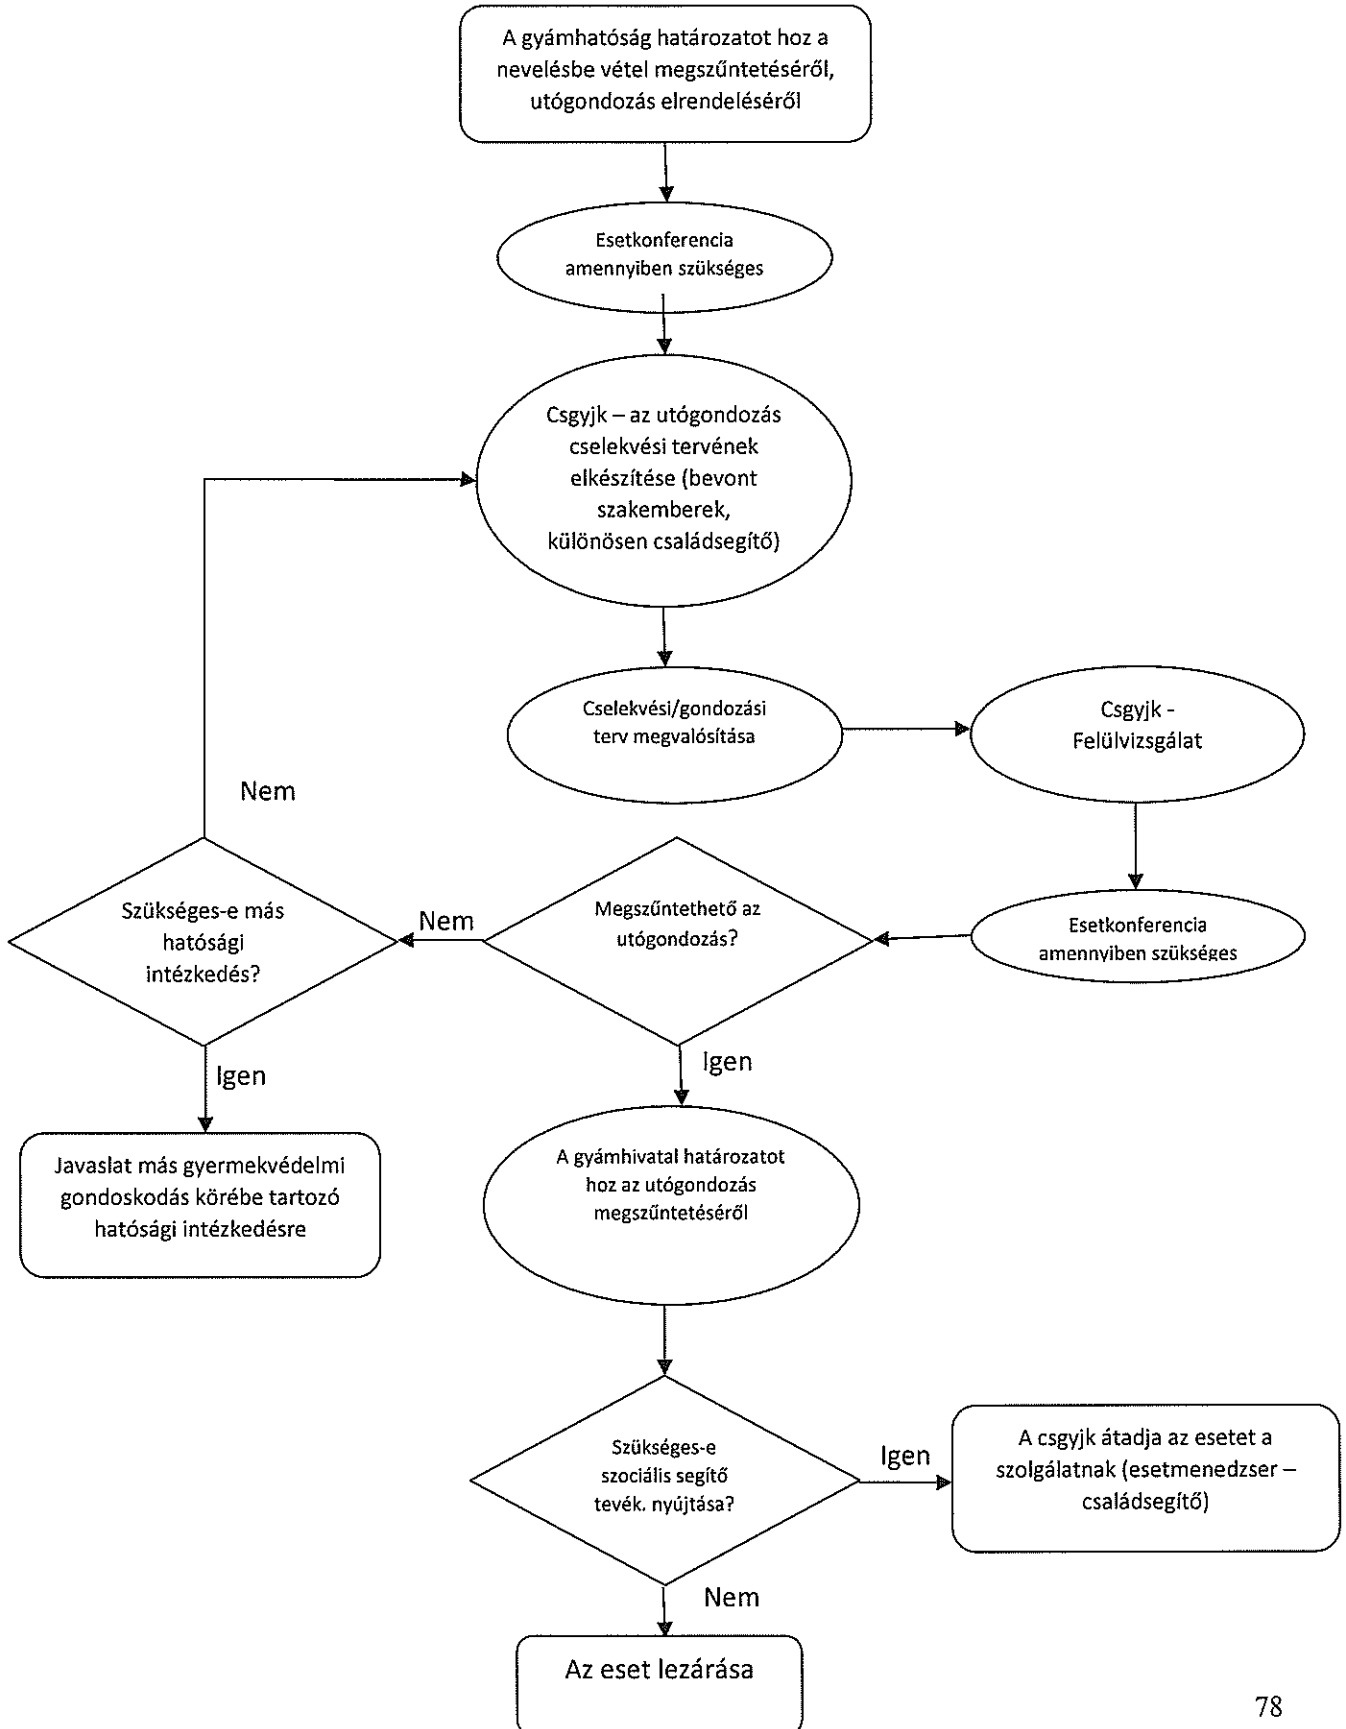 A gyámhatóság határozatot hoz a
nevelésbe vétel megszűntetéséről,
utógondozás elrendeléséről
Esetkonferencia
amennyiben szükséges
Csgyjk – az utógondozás
cselekvési tervének
elkészítése (bevont
szakemberek,
különösen családsegítő)
Cselekvési/gondozási
terv megvalósítása
Csgyjk -
Felülvizsgálat
Nem
Szükséges-e más
hatósági
intézkedés?
Nem
Megszűntethető az
utógondozás?
Esetkonferencia
amennyiben szükséges
Igen
Igen
Javaslat más gyermekvédelmi
gondoskodás körébe tartozó
hatósági intézkedésre
A gyámhivatal határozatot
hoz az utógondozás
megszűntetéséről
Szükséges-e
szociális segítő
tevék. nyújtása?
Igen
A csgyjk átadja az esetet a
szolgálatnak (esetmenedzser –
családsegítő)
Nem
Az eset lezárása
78